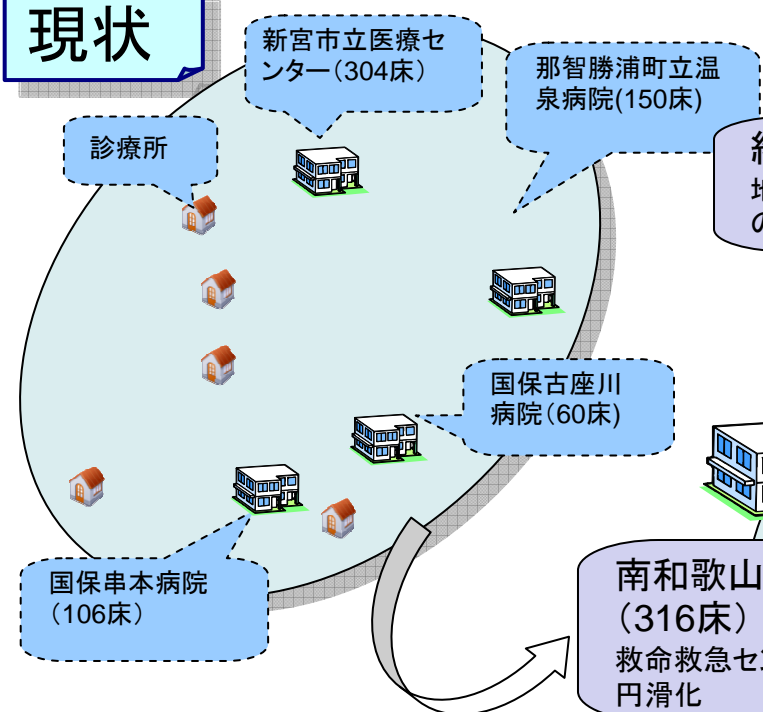 現状
新宮市立医療セ
ンター（304床）
那智勝浦町立温
泉病院(150床)
診療所
の
国保古座川
病院（60床)
国保串本病院
（106床）
南和歌山
（316床）
救命救急セ
円滑化